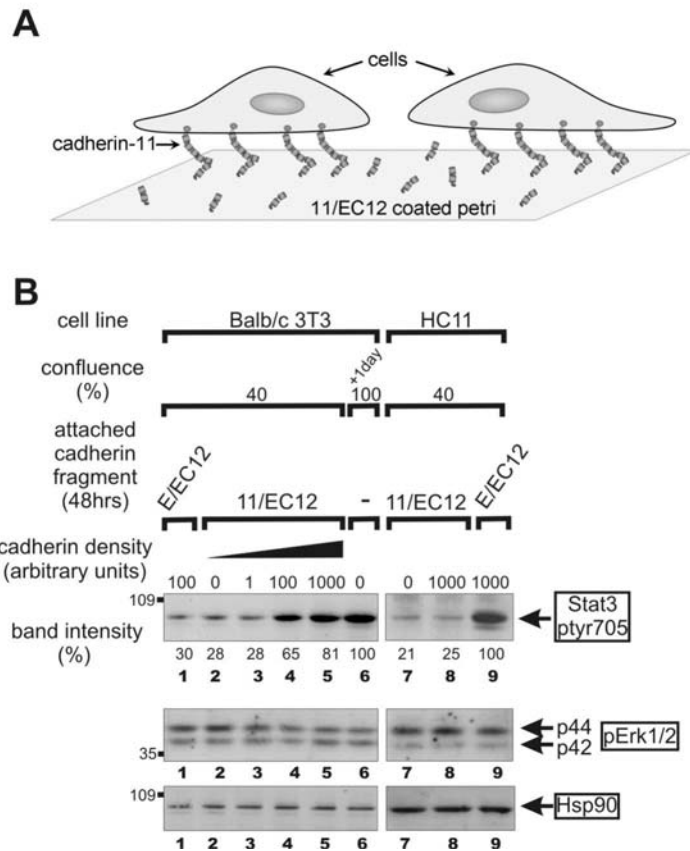 A
cells
cadherin-11
11/EC12 coated petri
B
cell line
Balb/c 3T3
HC11
confluence
(%)
40
+1day
100
40
attached
cadherin
fragment
(48hrs)
E/EC12
11/EC12
-
11/EC12
E/EC12
cadherin density
(arbitrary units)
100 0 1 100 1000 0 0 1000 1000
109
Stat3
ptyr705
band intensity
(%)
30 28 28 65 81 100 21 25 100
1 2 3 4 5 6 7 8 9
p44
p42
pErk1/2
35
1 2 3 4 5 6 7 8 9
109
Hsp90
1 2 3 4 5 6 7 8 9